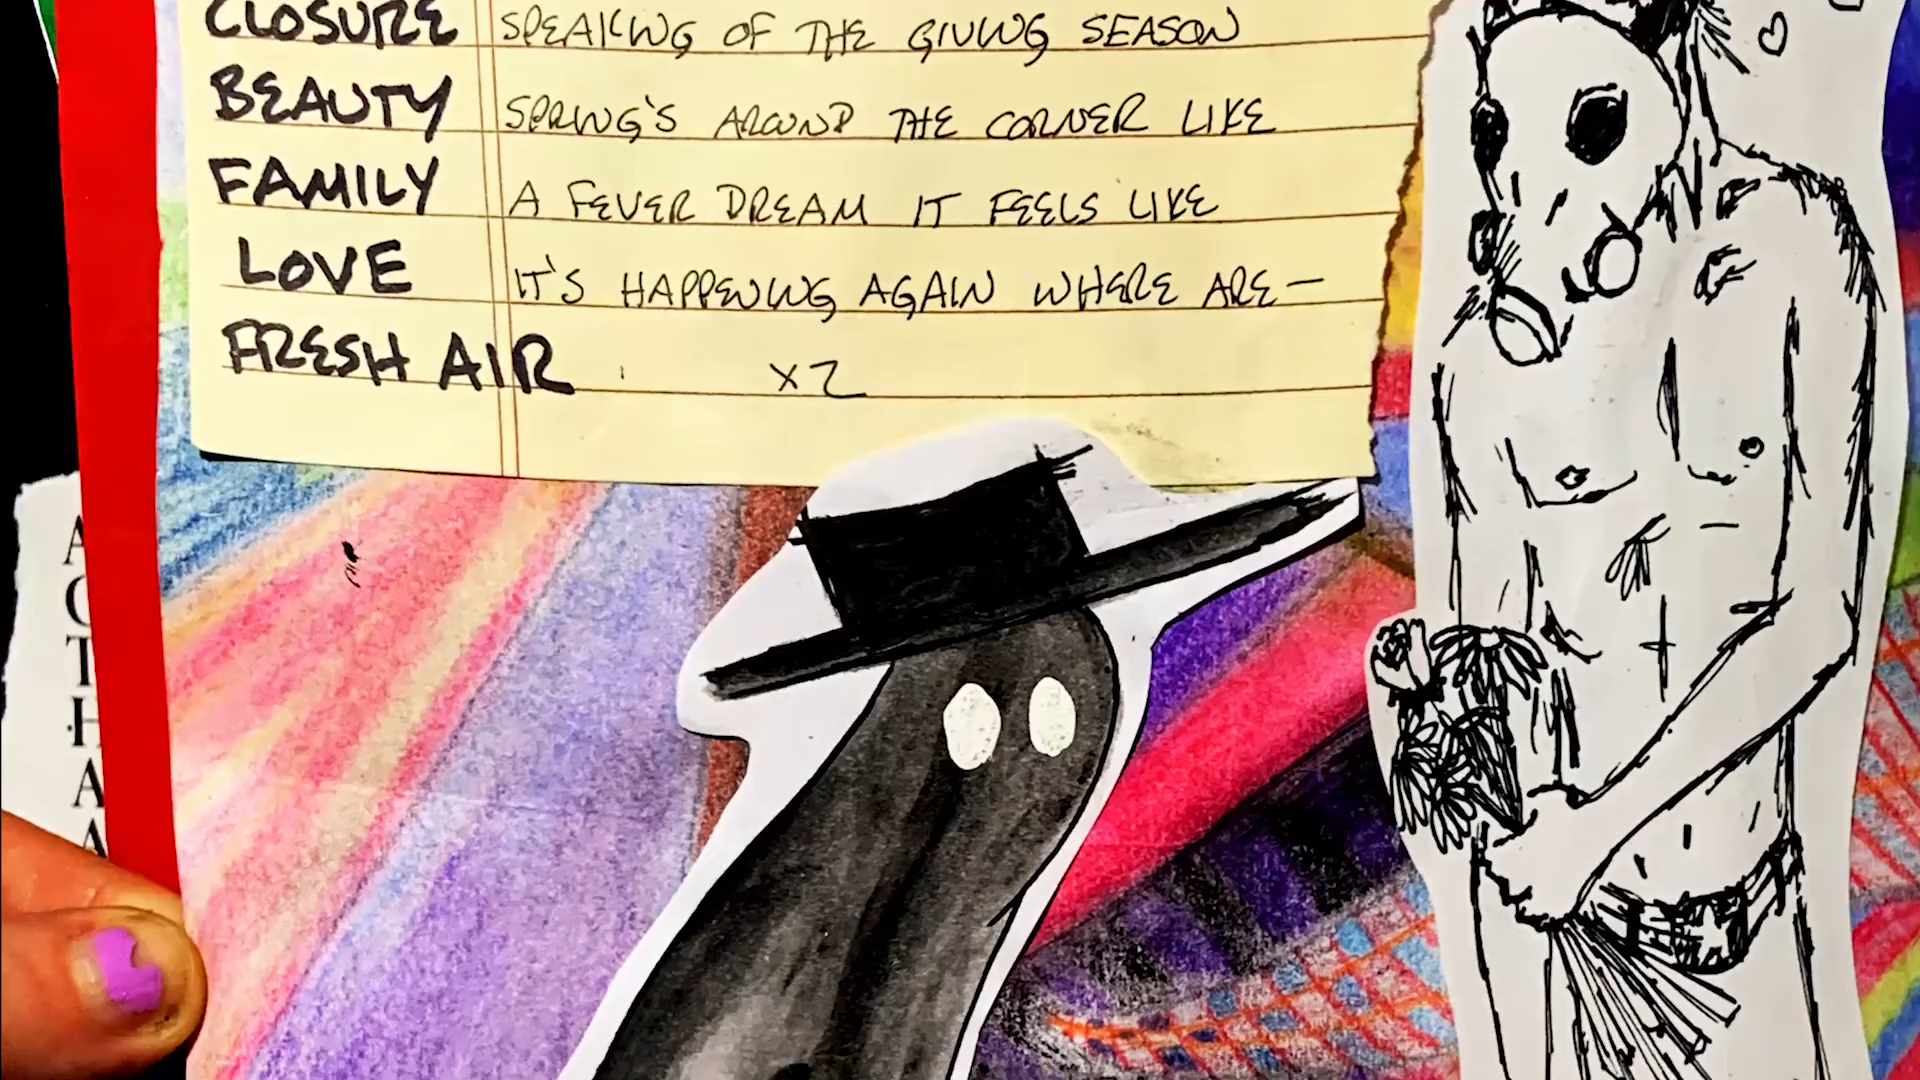 CLOSURE SPEAKING OF THE GIVING SEASON
BEAUTY SPRING'S AROUND THE CORNER LIKE
FAMILY A FEVER DREAM IT FEELS LIKE
LOVE IT'S HAPPENING AGAIN WHERE ARE—
FRESH AIR X2
A
T
H
A
A